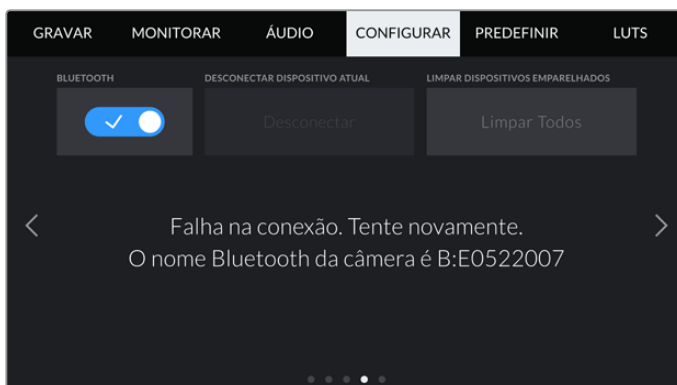 GRAVAR MONITORAR ÁUDIO CONFIGURAR PREDEFINIR LUTS
BLUETOOTH DESCONECTAR DISPOSITIVO ATUAL LIMPAR DISPOSITIVOS EMPARELHADOS
Desconectar Limpar Todos
Falha na conexão. Tente novamente.
O nome Bluetooth da câmera é B:E0522007